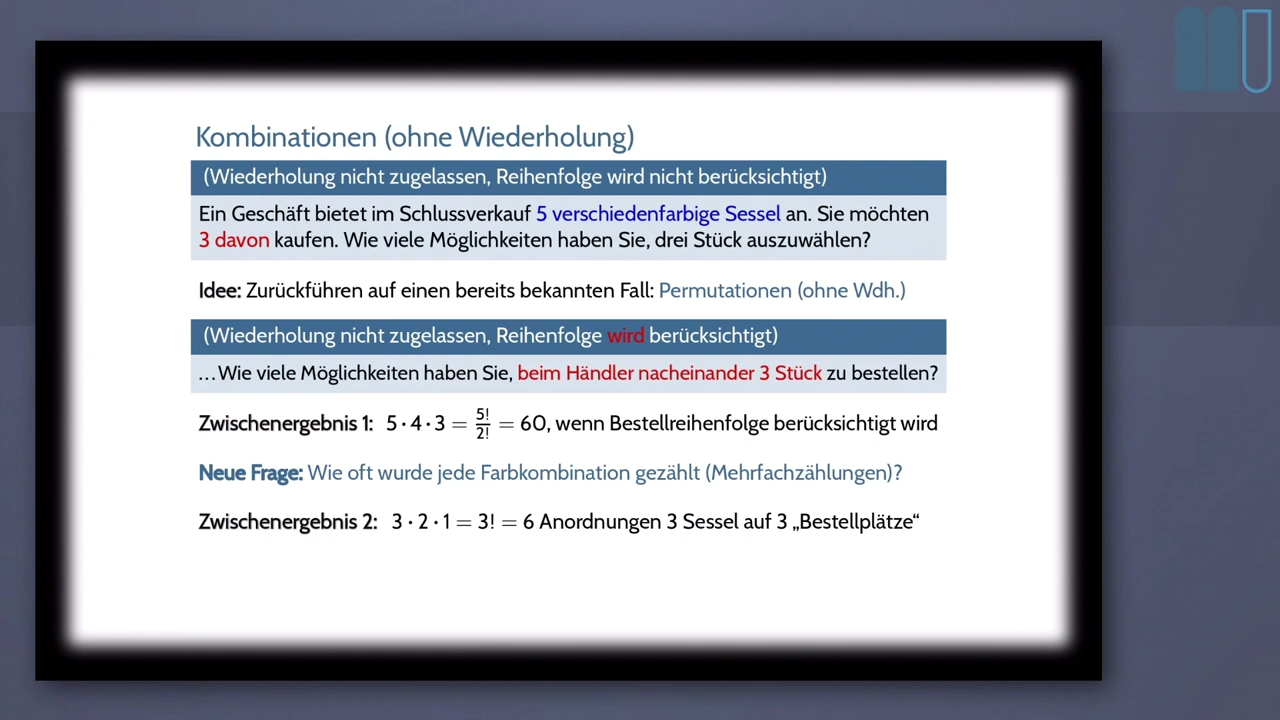 Kombinationen (ohne Wiederholung)
(Wiederholung nicht zugelassen, Reihenfolge wird nicht berücksichtigt)
Ein Geschäft bietet im Schlussverkauf 5 verschiedenfarbige Sessel an. Sie möchten
3 davon kaufen. Wie viele Möglichkeiten haben Sie, drei Stück auszuwählen?
Idee: Zurückführen auf einen bereits bekannten Fall: Permutationen (ohne Wdh.)
(Wiederholung nicht zugelassen, Reihenfolge wird berücksichtigt)
...Wie viele Möglichkeiten haben Sie, beim Händler nacheinander 3 Stück zu bestellen?
Zwischenergebnis 1: 5 · 4 · 3 = 5!/2! = 60, wenn Bestellreihenfolge berücksichtigt wird
Neue Frage: Wie oft wurde jede Farbkombination gezählt (Mehrfachzählungen)?
Zwischenergebnis 2: 3 · 2 · 1 = 3! = 6 Anordnungen 3 Sessel auf 3 „Bestellplätze“